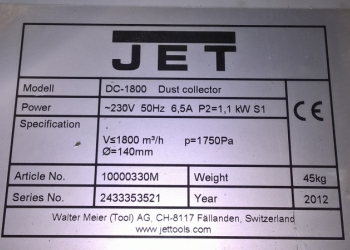 JET
Modell DC-1800 Dust collector
Power ~230V 50Hz 6,5A P2=1,1 kW S1
CE
Specification
V≤1800 m³/h p=1750Pa
Ø=140mm
Article No. 10000330M Weight 45kg
Series No. 2433353521 Year 2012
Walter Meier (Tool) AG, CH-8117 Fällanden, Switzerland
www.jettools.com